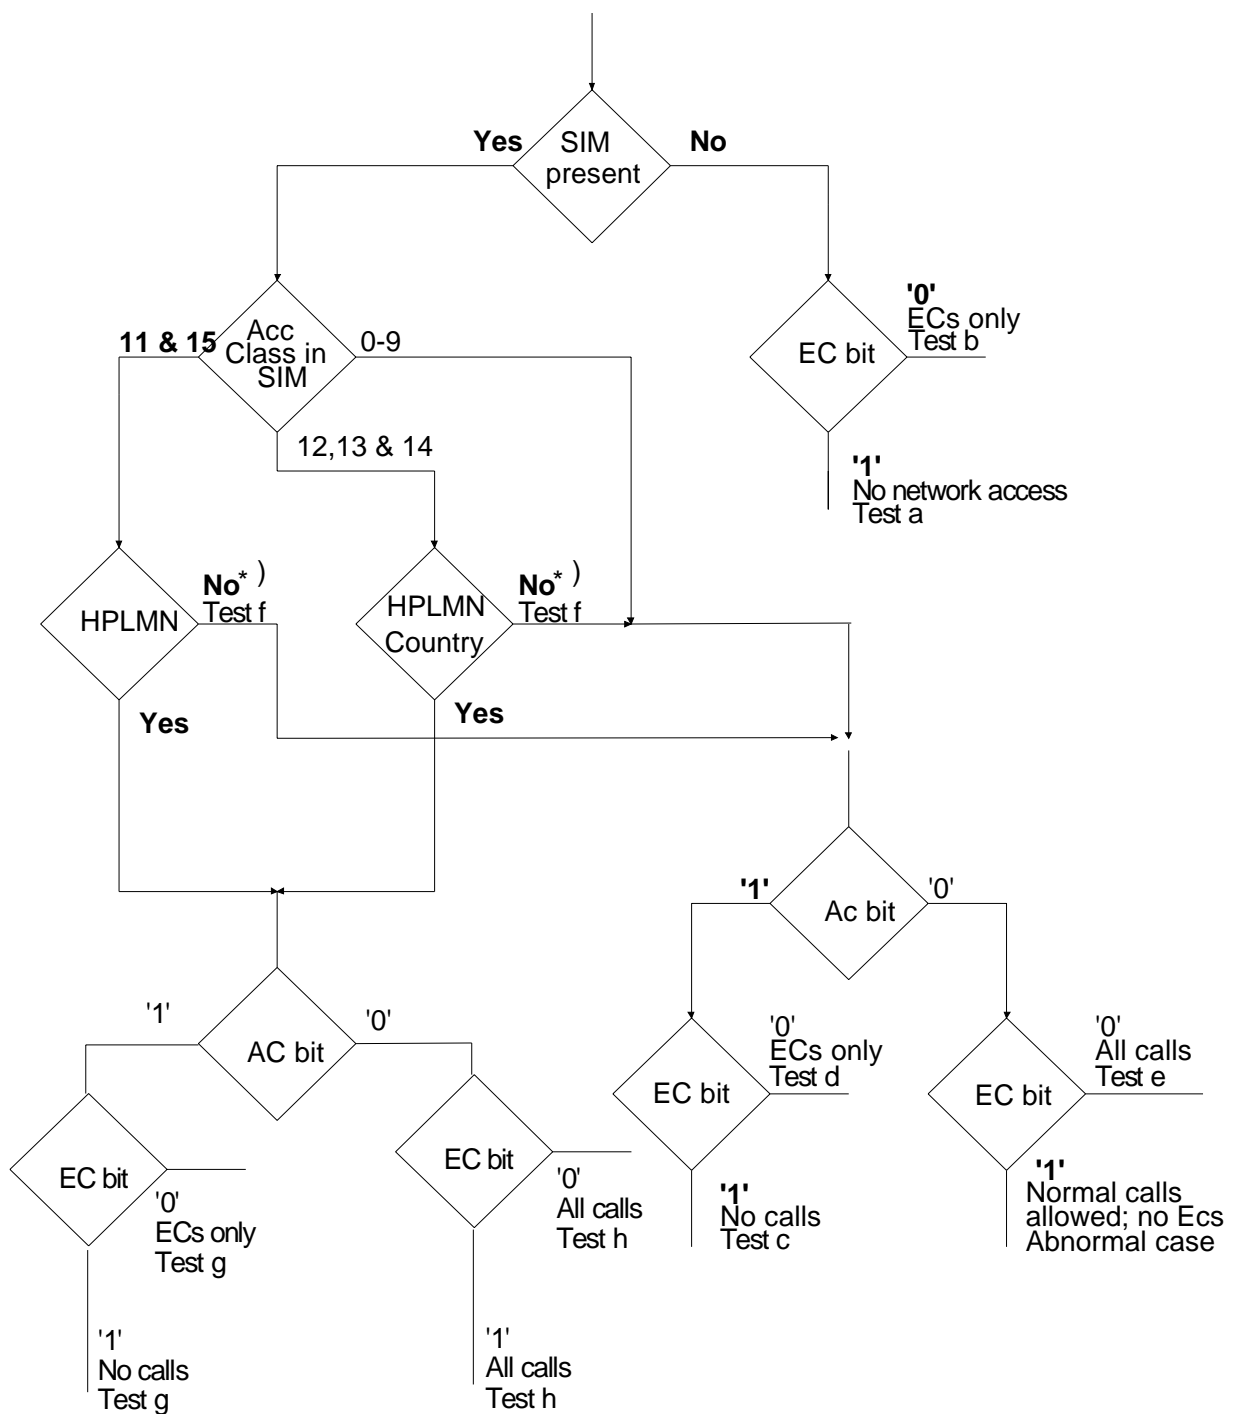 Yes
SIM
present
No
11 & 15
Acc
Class in
SIM
0-9
EC bit
'0'
ECs only
Test b
12,13 & 14
'1'
No network access
Test a
HPLMN
No* )
Test f
HPLMN
Country
No* )
Test f
Yes
Yes
'1'
Ac bit
'0'
'1'
AC bit
'0'
EC bit
'0'
ECs only
Test d
EC bit
'0'
All calls
Test e
EC bit
'0'
ECs only
Test g
EC bit
'0'
All calls
Test h
'1'
No calls
Test c
'1'
Normal calls
allowed; no Ecs
Abnormal case
'1'
No calls
Test g
'1'
All calls
Test h